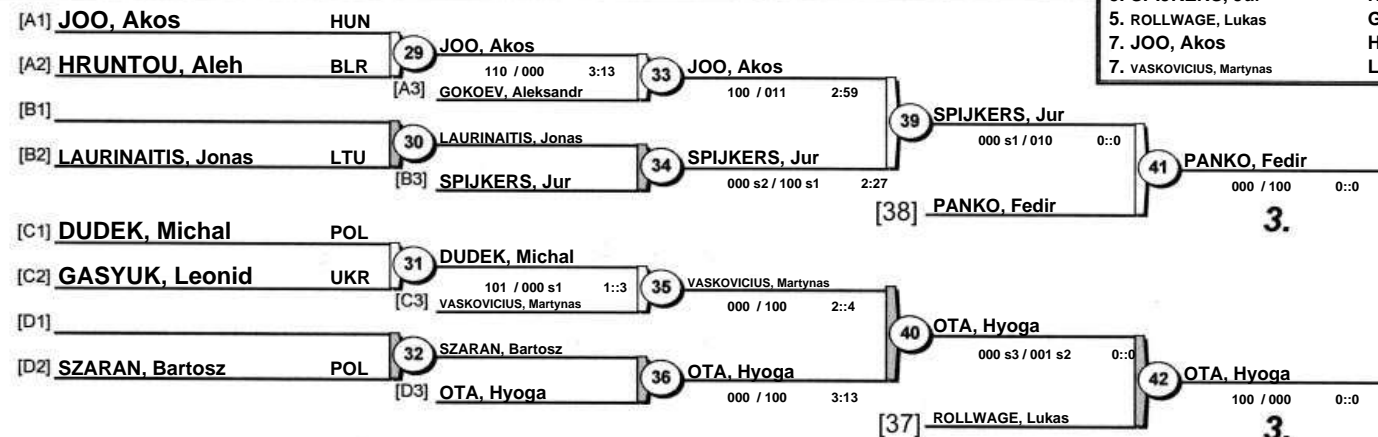 5. ROLLWAGE, Lukas G
7. JOO, Akos H
7. VASKOVICIUS, Martynas L
[A1] JOO, Akos HUN
[A2] HRUNTOU, Aleh BLR
29 JOO, Akos
110 / 000 3:13
[A3] GOKOEV, Aleksandr
33 JOO, Akos
100 / 011 2:59
[B1]
[B2] LAURINAITIS, Jonas LTU
30 LAURINAITIS, Jonas
[B3] SPIJKERS, Jur
34 SPIJKERS, Jur
000 s2 / 100 s1 2:27
39 SPIJKERS, Jur
000 s1 / 010 0::0
[38] PANKO, Fedir
41 PANKO, Fedir
000 / 100 0::0
3.
[C1] DUDEK, Michal POL
[C2] GASYUK, Leonid UKR
31 DUDEK, Michal
101 / 000 s1 1::3
[C3] VASKOVICIUS, Martynas
35 VASKOVICIUS, Martynas
000 / 100 2::4
[D1]
[D2] SZARAN, Bartosz POL
32 SZARAN, Bartosz
[D3] OTA, Hyoga
36 OTA, Hyoga
000 / 100 3:13
40 OTA, Hyoga
000 s3 / 001 s2 0::0
[37] ROLLWAGE, Lukas
42 OTA, Hyoga
100 / 000 0::0
3.